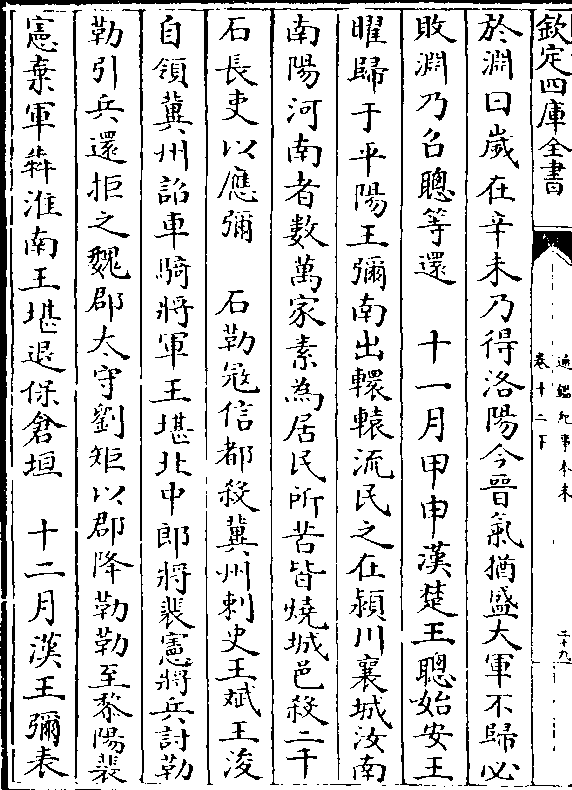 欽定四庫全書
通鑑紀事本末
卷十二下
二十九
於淵曰嵗在辛未乃得洛陽今晉氣猶盛大軍不歸必
敗淵乃召聰等還　十一月甲申漢楚王聰始安王
曜歸于平陽王彌南出轘轅流民之在潁川襄城汝南
南陽河南者數萬家素為居民所苦皆燒城邑殺二千
石長吏以應彌　石勒寇信都殺冀州刺史王斌王浚
自領冀州詔車騎將軍王堪北中郎將裴憲將兵討勒
勒引兵還拒之魏郡太守劉矩以郡降勒勒至黎陽裴
憲棄軍犇淮南王堪退保倉垣　十二月漢王彌表